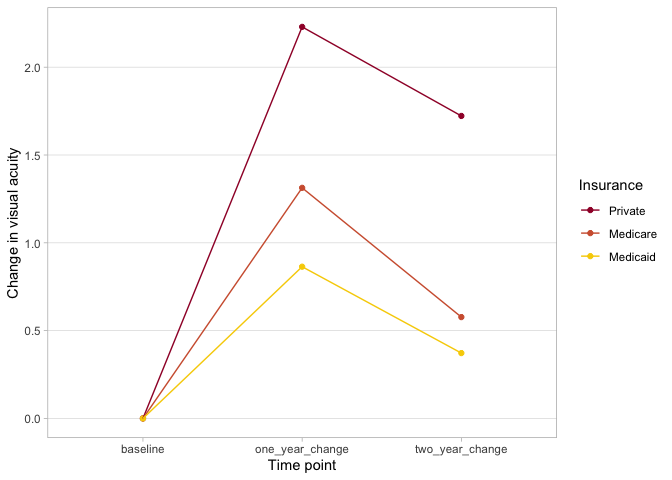 2.0
1.5
1.0
0.5
0.0
Change in visual acuity
baseline one_year_change two_year_change
Time point
Insurance
Private
Medicare
Medicaid